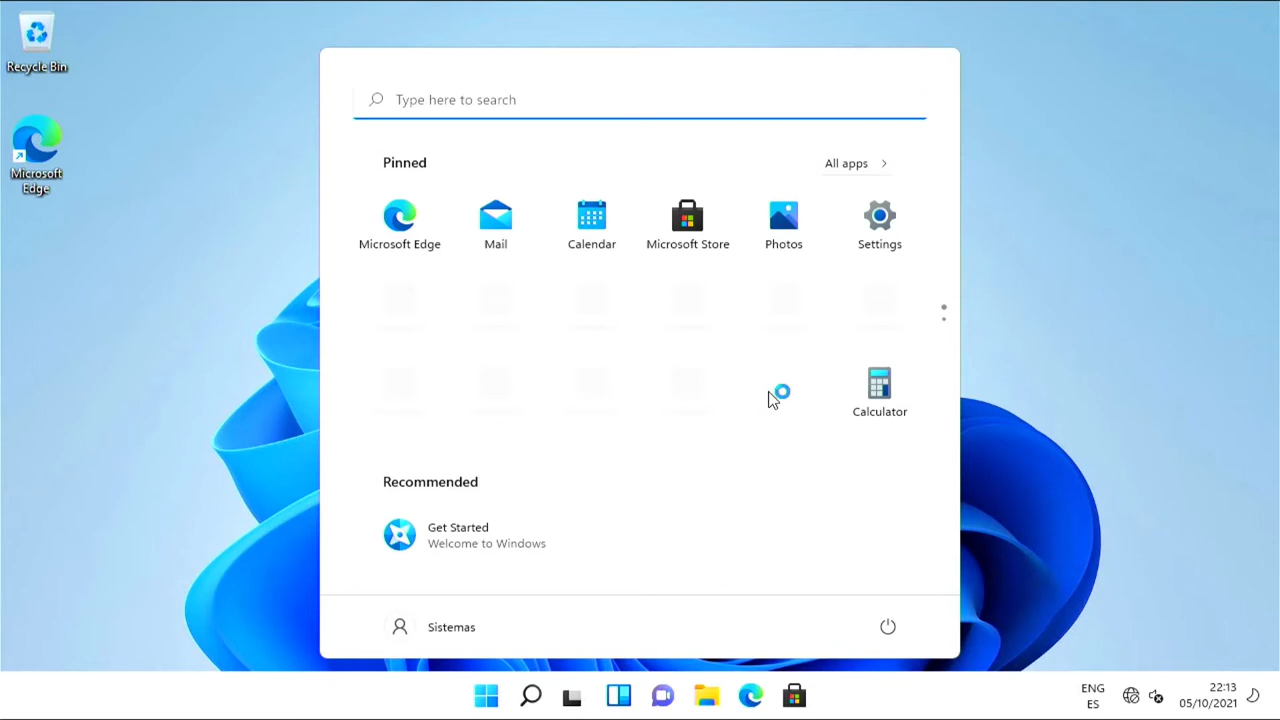 Recycle Bin
Microsoft
Edge
Type here to search
Pinned
All apps
Microsoft Edge
Mail
Calendar
Microsoft Store
Photos
Settings
Calculator
Recommended
Get Started
Welcome to Windows
Sistemas
ENG
ES
22:13
05/10/2021